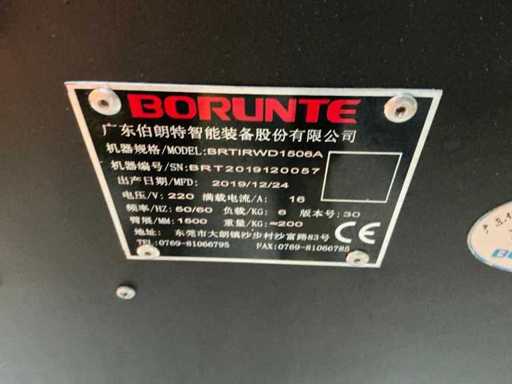 BORUNTE
广东伯朗特智能装备股份有限公司
机器规格/MODEL:BRTIRWD1506A
机器编号/SN:BRT2019120057
出产日期/MFD: 2019/12/24
电压/V: 220 满载电流/A: 16
频率/HZ: 50/60 负载/KG: 6 版本号: 30
臂展/MM: 1500 重量/KG: ≈200
地址: 东莞市大朗镇沙步村沙富路83号
TEL:0769-81066795 FAX:0769-81066785
CE